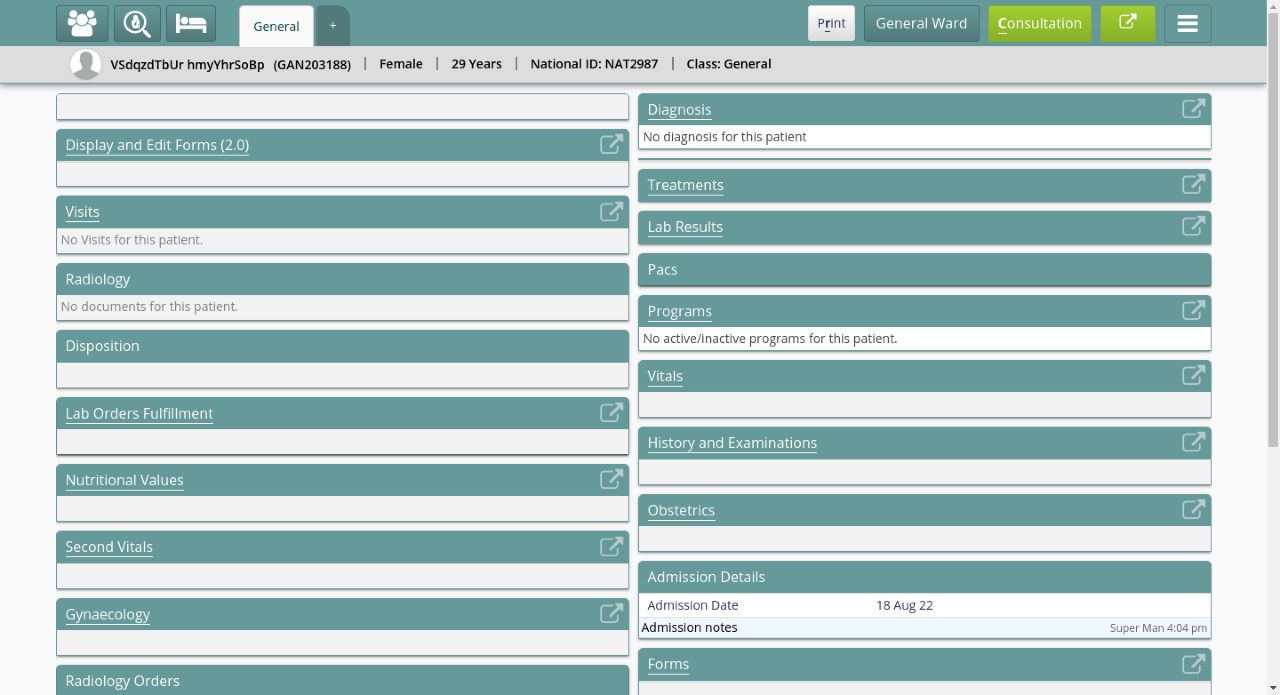 General
+
Print
General Ward
Consultation
VSdqzdTbUr hmyYhrSoBp (GAN203188) | Female | 29 Years | National ID: NAT2987 | Class: General
Display and Edit Forms (2.0)
Visits
No Visits for this patient.
Radiology
No documents for this patient.
Disposition
Lab Orders Fulfillment
Nutritional Values
Second Vitals
Gynaecology
Radiology Orders
Diagnosis
No diagnosis for this patient
Treatments
Lab Results
Pacs
Programs
No active/inactive programs for this patient.
Vitals
History and Examinations
Obstetrics
Admission Details
Admission Date 18 Aug 22
Admission notes Super Man 4:04 pm
Forms